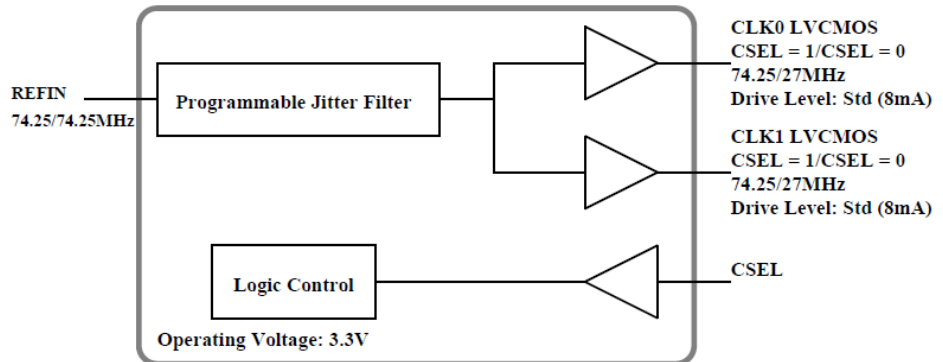 REFIN
74.25/74.25MHz
Programmable Jitter Filter
CLK0 LVCMOS
CSEL = 1/CSEL = 0
74.25/27MHz
Drive Level: Std (8mA)
CLK1 LVCMOS
CSEL = 1/CSEL = 0
74.25/27MHz
Drive Level: Std (8mA)
Logic Control
CSEL
Operating Voltage: 3.3V